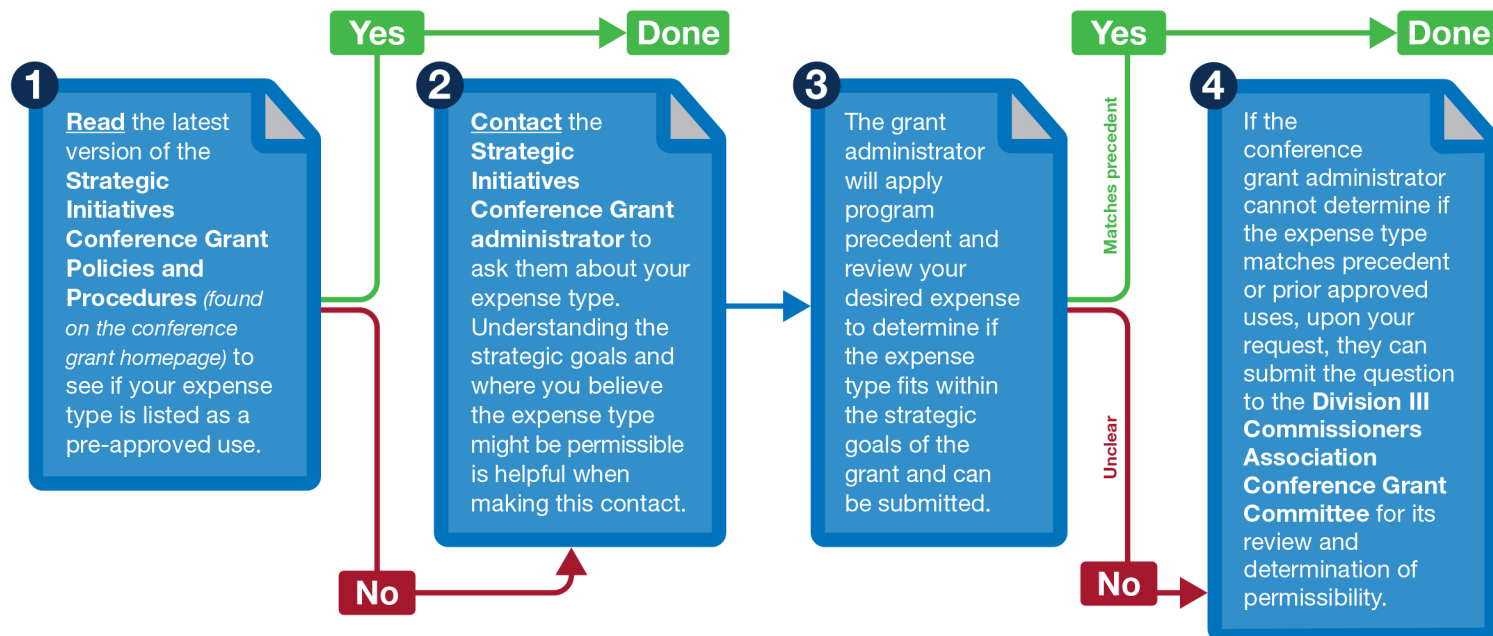 Yes
Done
1
Read the latest
version of the
Strategic
Initiatives
Conference Grant
Policies and
Procedures (found
on the conference
grant homepage) to
see if your expense
type is listed as a
pre-approved use.
No
2
Contact the
Strategic
Initiatives
Conference Grant
administrator to
ask them about your
expense type.
Understanding the
strategic goals and
where you believe
the expense type
might be permissible
is helpful when
making this contact.
3
The grant
administrator
will apply
program
precedent and
review your
desired expense
to determine if
the expense
type fits within
the strategic
goals of the
grant and can
be submitted.
Yes
Done
Matches precedent
Unclear
No
4
If the
conference
grant administrator
cannot determine if
the expense type
matches precedent
or prior approved
uses, upon your
request, they can
submit the question
to the Division III
Commissioners
Association
Conference Grant
Committee for its
review and
determination of
permissibility.